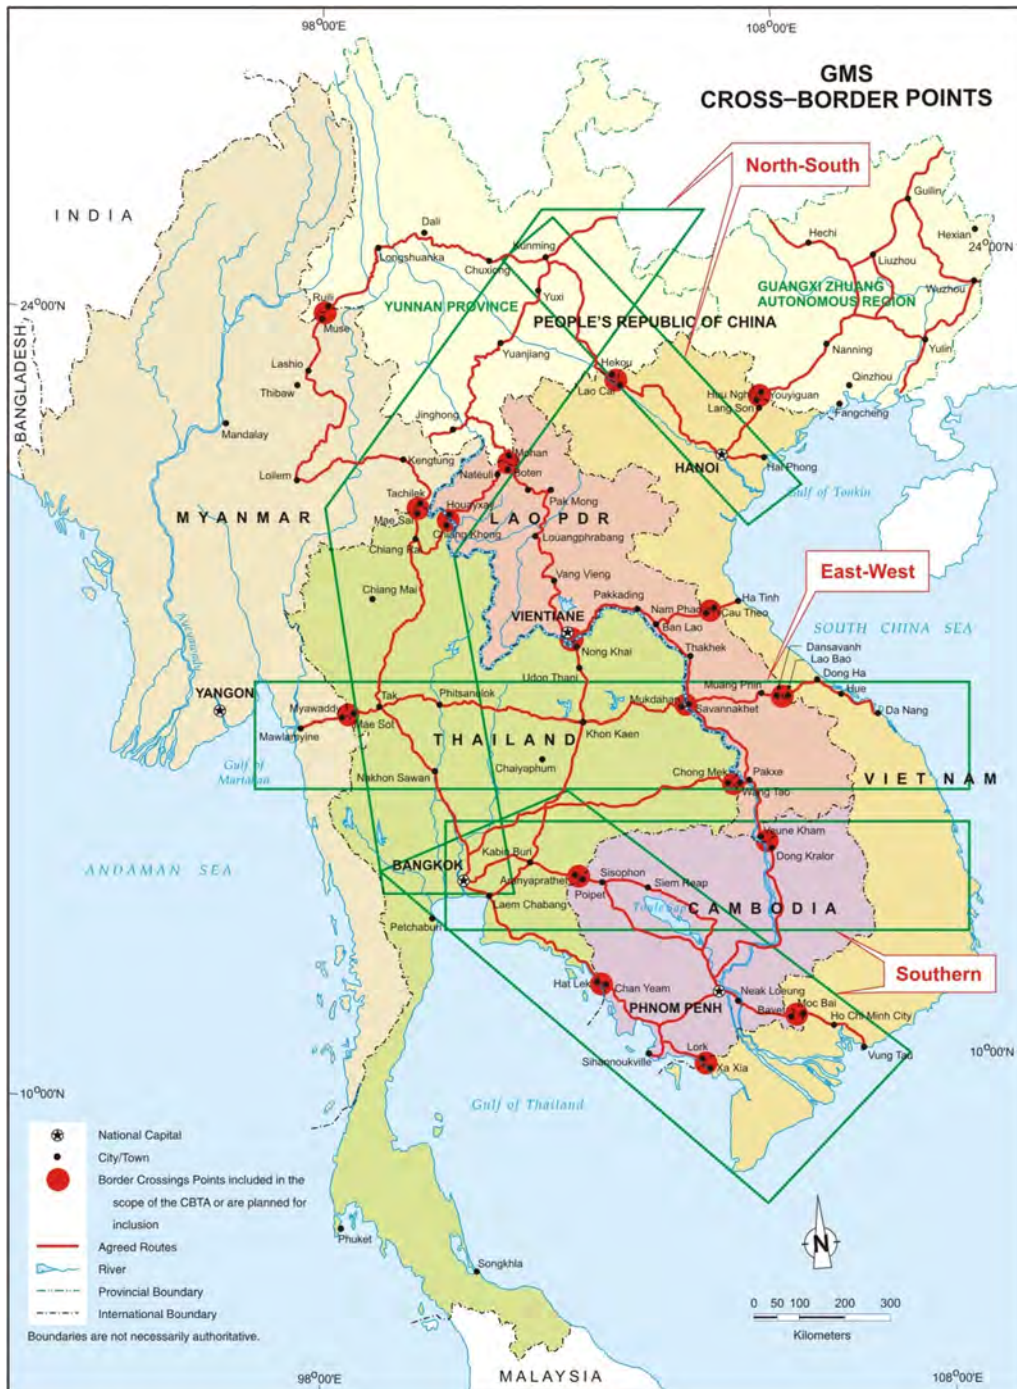 98°00'E
108°00'E
GMS
CROSS–BORDER POINTS
North-South
INDIA
Dali
Longshuanka
Kunming
Chuxiong
Guilin
Hechi
Hexian
24°00'N
Liuzhou
Ruili
Muse
24°00'N
YUNNAN PROVINCE
Yuxi
GUANGXI ZHUANG
AUTONOMOUS REGION
Wuzhou
PEOPLE'S REPUBLIC OF CHINA
BANGLADESH
Yuanjiang
Nanning
Yulin
Lashio
Thibaw
Hekou
Lao Cai
Huu Nghi
Youyiguan
Lang Son
Qinzhou
Fangcheng
Mandalay
Jinghong
HANOI
Hai Phong
Gulf of Tonkin
Loilem
Kengtung
Mohan
Nateuil
Boten
Pak Mong
Tachilek
Mae Sai
Houayxay
Chiang Khong
MYANMAR
LAO PDR
Chiang Rai
Louangphrabang
Chiang Mai
Vang Vieng
East-West
Pakkading
Nam Phao
Ha Tinh
Cau Theo
VIENTIANE
Ban Lao
SOUTH CHINA SEA
Irrawaddy
Nong Khai
Thakhek
Dansavanh
Lao Bao
Udon Thani
Muang Phin
Dong Ha
Hue
YANGON
Tak
Phitsanulok
Mukdahan
Savannakhet
Da Nang
Myawaddy
Mae Sot
Mawlamyine
Khon Kaen
THAILAND
Gulf of
Martaban
Nakhon Sawan
Chaiyaphum
Chong Mek
Pakxe
Wang Tao
VIET NAM
Veune Kham
Dong Kralor
ANDAMAN SEA
BANGKOK
Kabin Buri
Aranyaprathet
Poipet
Sisophon
Siem Reap
Tonle Sap
CAMBODIA
Laem Chabang
Petchaburi
Southern
Hat Lek
Chan Yeam
PHNOM PENH
Neak Loeung
Bavet
Moc Bai
Ho Chi Minh City
Vung Tau
10°00'N
Lork
Xa Xia
Sihannoukville
10°00'N
Gulf of Thailand
National Capital
City/Town
Border Crossings Points included in the
scope of the CBTA or are planned for
inclusion
Agreed Routes
River
Provincial Boundary
International Boundary
Boundaries are not necessarily authoritative.
Phuket
Songkhla
N
0 50 100 200 300
Kilometers
MALAYSIA
98°00'E
108°00'E